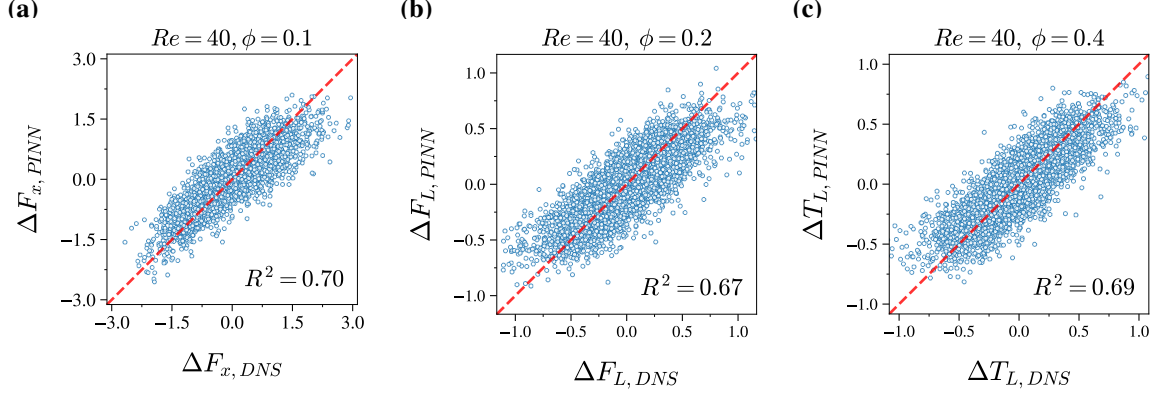 (a)
Re = 40, ϕ = 0.1
3.0
1.5
0.0
−1.5
−3.0
ΔF_{x, PINN}
R² = 0.70
−3.0 −1.5 0.0 1.5 3.0
ΔF_{x, DNS}
(b)
Re = 40, ϕ = 0.2
1.0
0.5
0.0
−0.5
−1.0
ΔF_{L, PINN}
R² = 0.67
−1.0 −0.5 0.0 0.5 1.0
ΔF_{L, DNS}
(c)
Re = 40, ϕ = 0.4
1.0
0.5
0.0
−0.5
−1.0
ΔT_{L, PINN}
R² = 0.69
−1.0 −0.5 0.0 0.5 1.0
ΔT_{L, DNS}